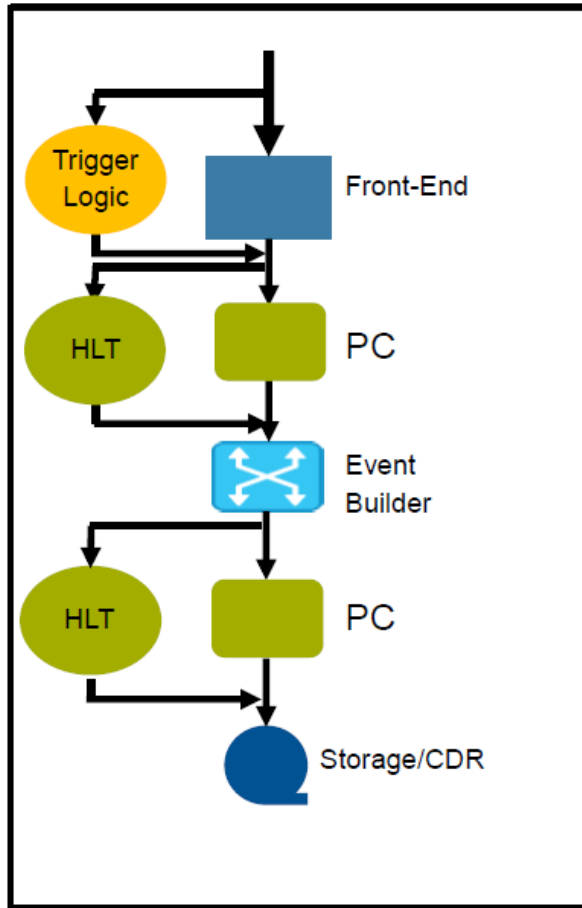 Trigger
Logic
Front-End
HLT
PC
Event
Builder
HLT
PC
Storage/CDR